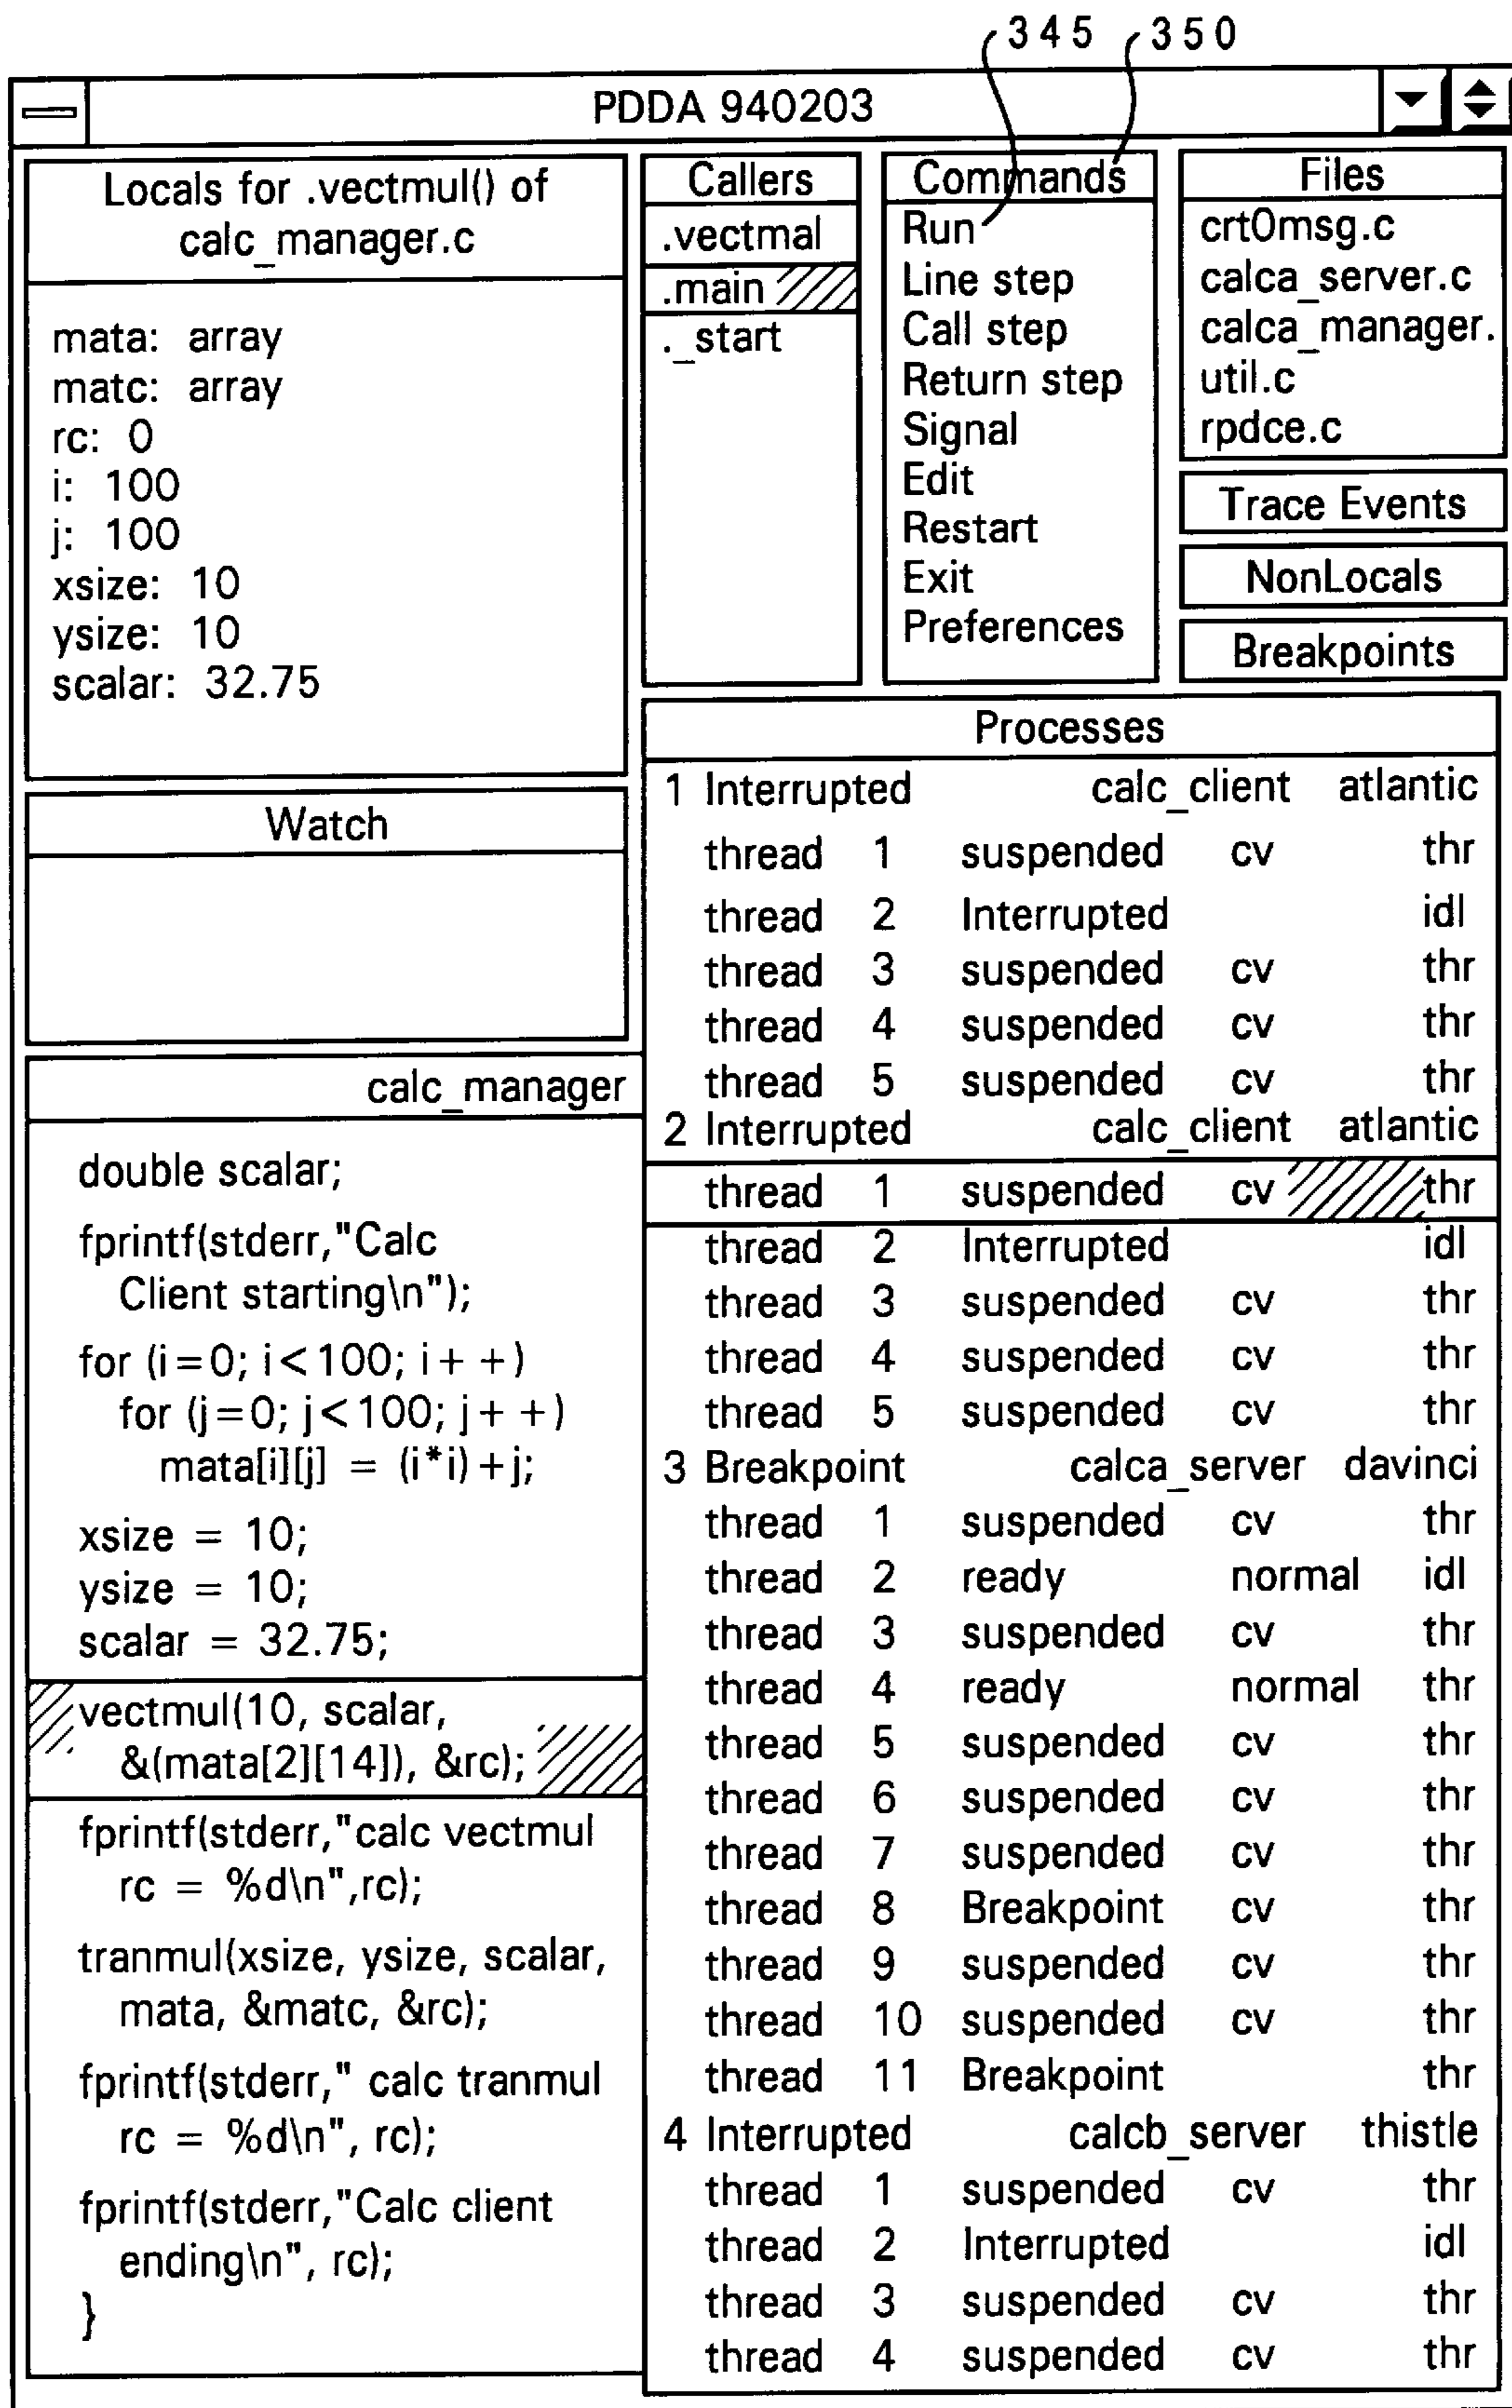 345 350
PDDA 940203
Locals for .vectmul() of
calc_manager.c
mata: array
matc: array
rc: 0
i: 100
j: 100
xsize: 10
ysize: 10
scalar: 32.75
Callers
.vectmal
.main
._start
Commands
Run
Line step
Call step
Return step
Signal
Edit
Restart
Exit
Preferences
Files
crt0msg.c
calca_server.c
calca_manager.
util.c
rpdce.c
Trace Events
NonLocals
Breakpoints
Watch
calc_manager
double scalar;
fprintf(stderr,"Calc
Client starting\n");
for (i=0; i<100; i+ +)
for (j=0; j<100; j+ +)
mata[i][j] = (i*i)+j;
xsize = 10;
ysize = 10;
scalar = 32.75;
vectmul(10, scalar,
&(mata[2][14]), &rc);
fprintf(stderr,"calc vectmul
rc = %d\n",rc);
tranmul(xsize, ysize, scalar,
mata, &matc, &rc);
fprintf(stderr," calc tranmul
rc = %d\n", rc);
fprintf(stderr,"Calc client
ending\n", rc);
}
Processes
1 Interrupted calc_client atlantic
thread 1 suspended cv thr
thread 2 Interrupted idl
thread 3 suspended cv thr
thread 4 suspended cv thr
thread 5 suspended cv thr
2 Interrupted calc_client atlantic
thread 1 suspended cv thr
thread 2 Interrupted idl
thread 3 suspended cv thr
thread 4 suspended cv thr
thread 5 suspended cv thr
3 Breakpoint calca_server davinci
thread 1 suspended cv thr
thread 2 ready normal idl
thread 3 suspended cv thr
thread 4 ready normal thr
thread 5 suspended cv thr
thread 6 suspended cv thr
thread 7 suspended cv thr
thread 8 Breakpoint cv thr
thread 9 suspended cv thr
thread 10 suspended cv thr
thread 11 Breakpoint thr
4 Interrupted calcb_server thistle
thread 1 suspended cv thr
thread 2 Interrupted idl
thread 3 suspended cv thr
thread 4 suspended cv thr